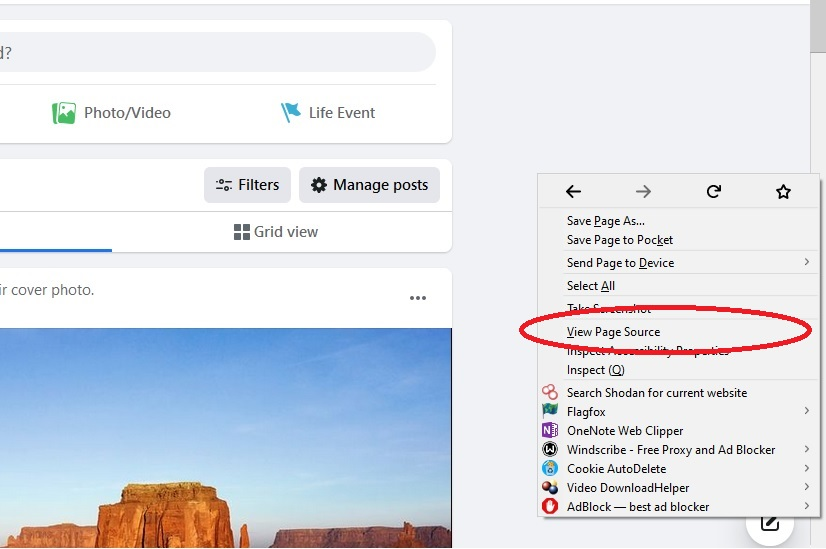 d?
Photo/Video
Life Event
Filters
Manage posts
Grid view
ir cover photo.
Save Page As...
Save Page to Pocket
Send Page to Device
Select All
Take Screenshot
View Page Source
Inspect Accessibility Properties
Inspect (Q)
Search Shodan for current website
Flagfox
OneNote Web Clipper
Windscribe - Free Proxy and Ad Blocker
Cookie AutoDelete
Video DownloadHelper
AdBlock — best ad blocker